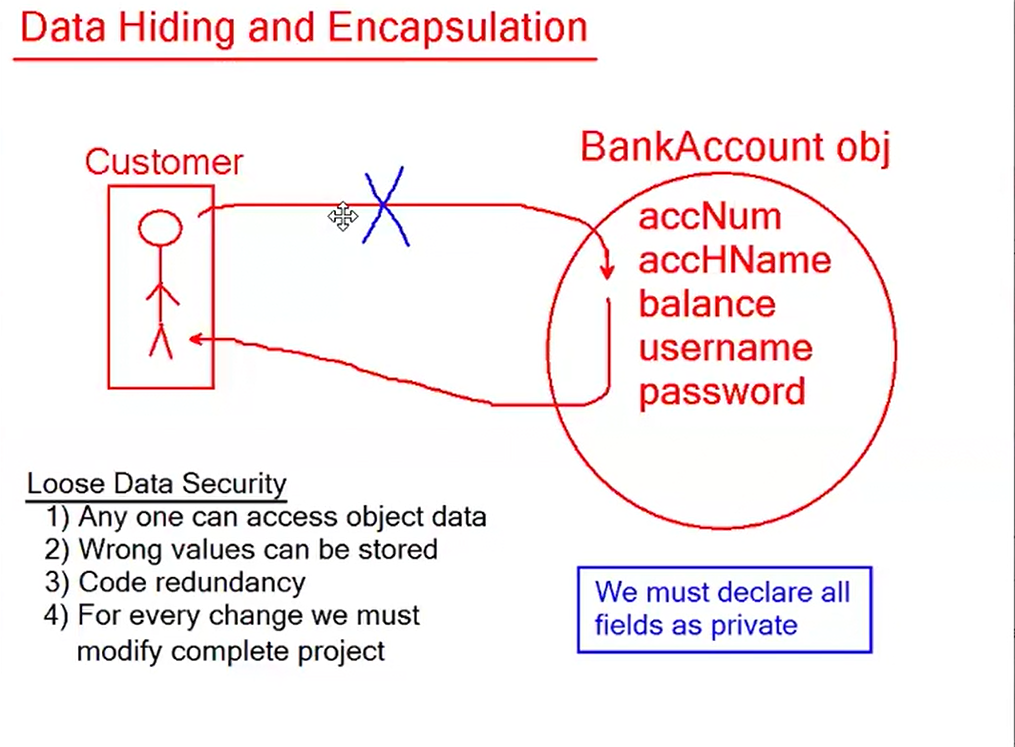 Data Hiding and Encapsulation
Customer
BankAccount obj
accNum
accHName
balance
username
password
Loose Data Security
1) Any one can access object data
2) Wrong values can be stored
3) Code redundancy
4) For every change we must
modify complete project
We must declare all
fields as private